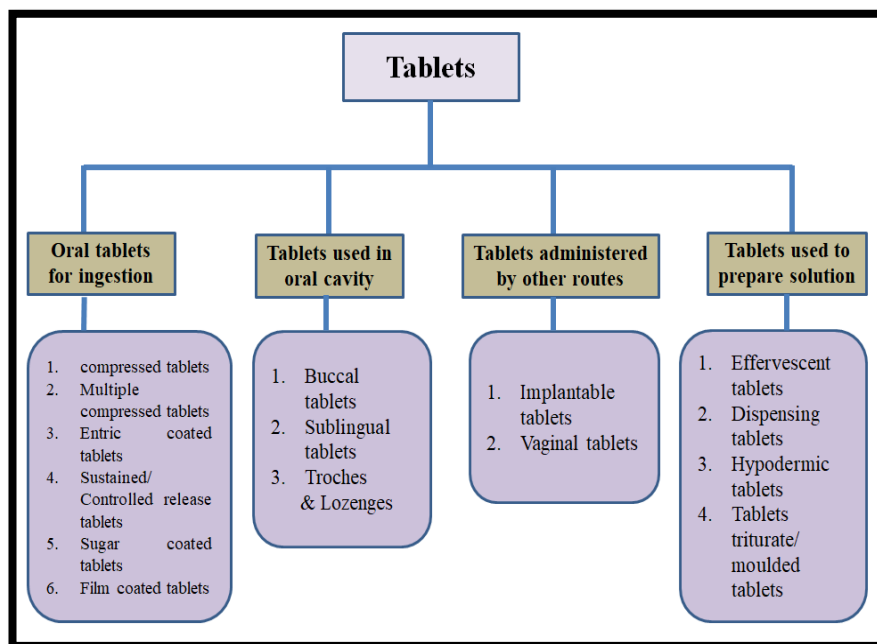 Tablets
Oral tablets
for ingestion
Tablets used in
oral cavity
Tablets administered
by other routes
Tablets used to
prepare solution
1. compressed tablets
2. Multiple
compressed tablets
3. Entric coated
tablets
4. Sustained/
Controlled release
tablets
5. Sugar coated
tablets
6. Film coated tablets
1. Buccal
tablets
2. Sublingual
tablets
3. Troches
& Lozenges
1. Implantable
tablets
2. Vaginal tablets
1. Effervescent
tablets
2. Dispensing
tablets
3. Hypodermic
tablets
4. Tablets
triturate/
moulded
tablets